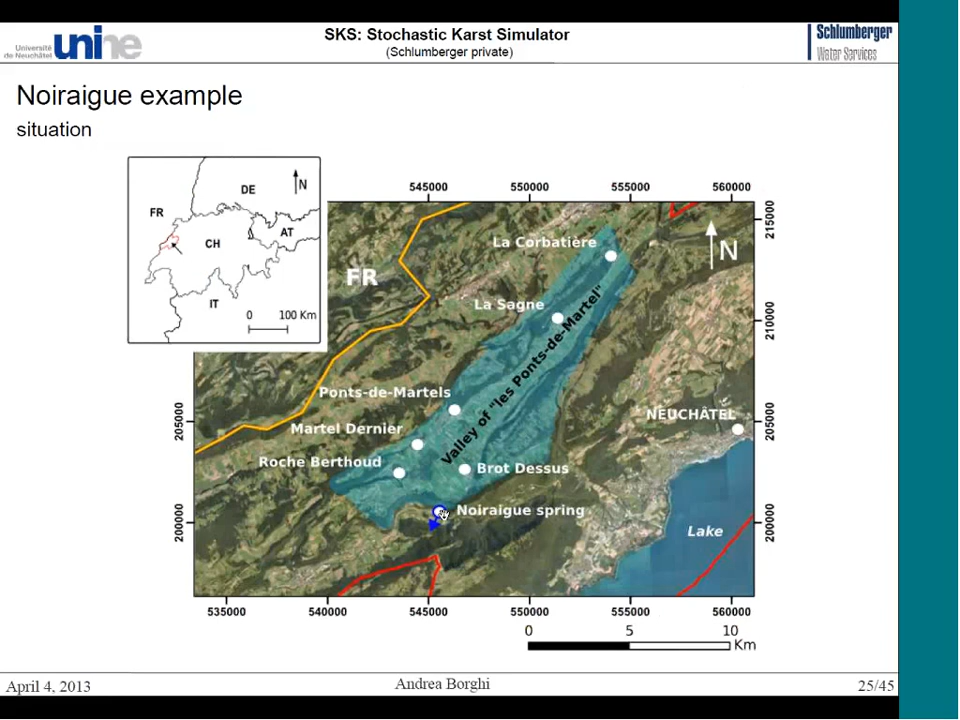 Université
de Neuchâtel
unine
SKS: Stochastic Karst Simulator
(Schlumberger private)
Schlumberger
Water Services
Noiraigue example
situation
N
DE
FR
AT
CH
IT
0 100 Km
545000 550000 555000 560000
215000
La Corbatière
N
FR
La Sagne
210000
Valley of "les Ponts-de-Martel"
Ponts-de-Martels
NEUCHÂTEL
205000
205000
Martel Dernier
Roche Berthoud
Brot Dessus
Noiraigue spring
200000
200000
Lake
535000 540000 545000 550000 555000 560000
0 5 10
Km
April 4, 2013
Andrea Borghi
25/45